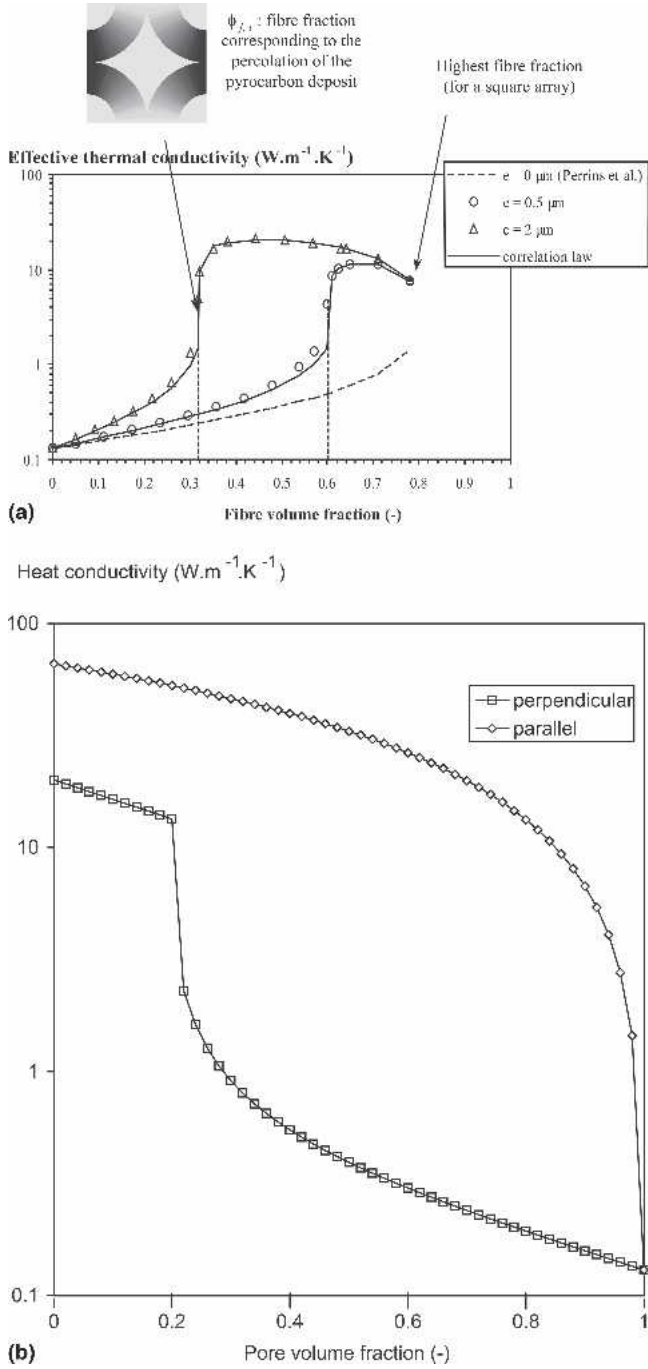 ϕj,c : fibre fraction
corresponding to the
percolation of the
pyrocarbon deposit
Highest fibre fraction
(for a square array)
Effective thermal conductivity (W.m-1.K-1)
100
10
1
0.1
e = 0 μm (Perrins et al.)
e = 0.5 μm
e = 2 μm
correlation law
0 0.1 0.2 0.3 0.4 0.5 0.6 0.7 0.8 0.9 1
(a) Fibre volume fraction (-)
Heat conductivity (W.m-1.K-1)
100
10
1
0.1
perpendicular
parallel
0 0.2 0.4 0.6 0.8 1
(b) Pore volume fraction (-)